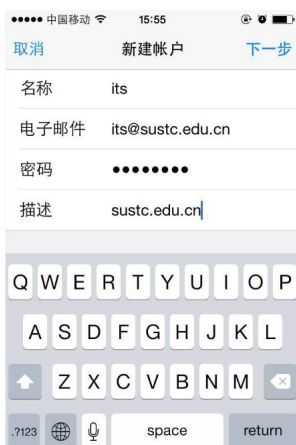 中国移动 15:55
取消 新建帐户 下一步
名称 its
电子邮件 its@sustc.edu.cn
密码 ●●●●●●●●
描述 sustc.edu.cn
Q W E R T Y U I O P
A S D F G H J K L
Z X C V B N M
.?123 space return